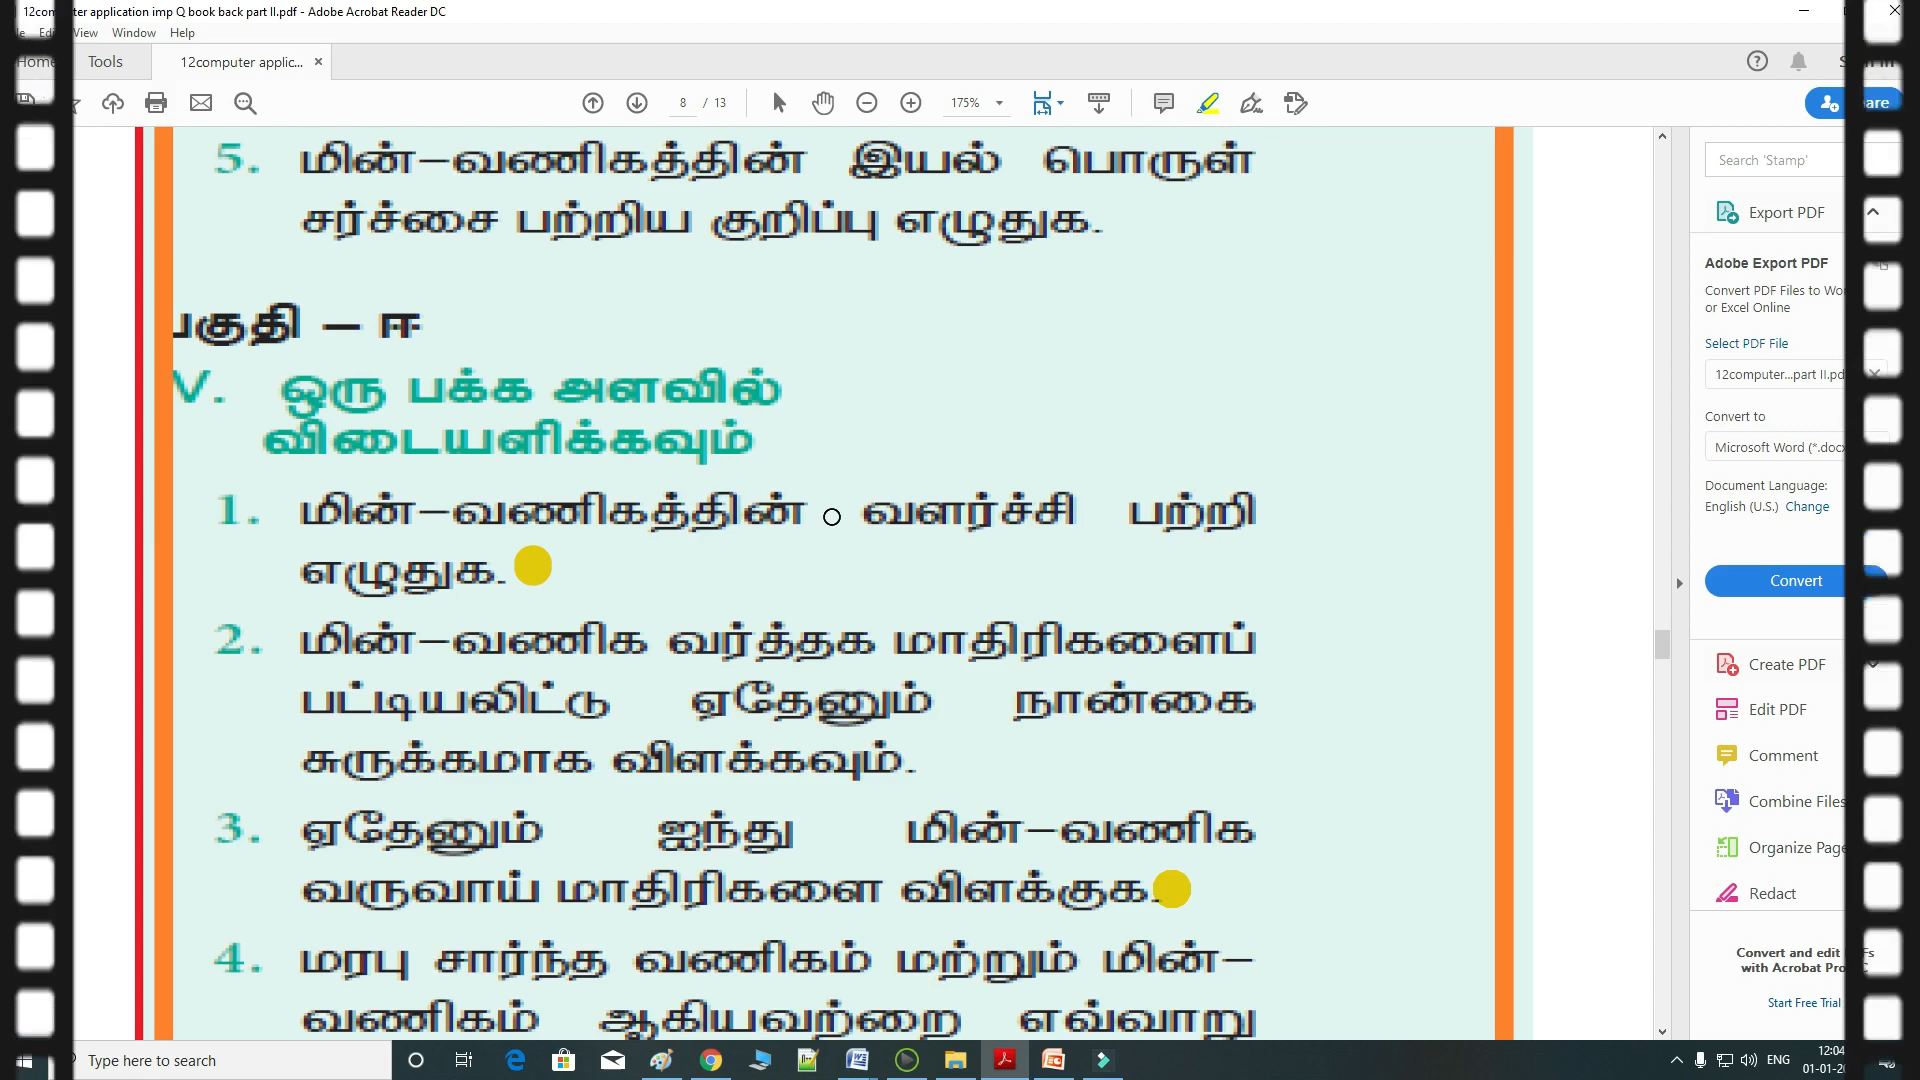 12computer application imp Q book back part II.pdf - Adobe Acrobat Reader DC
View Window Help
Home Tools 12computer applic...
8 / 13 175%
5. மின்-வணிகத்தின் இயல் பொருள்
சர்ச்சை பற்றிய குறிப்பு எழுதுக.
பகுதி – ஈ
V. ஒரு பக்க அளவில்
விடையளிக்கவும்
1. மின்-வணிகத்தின் வளர்ச்சி பற்றி
எழுதுக.
2. மின்-வணிக வர்த்தக மாதிரிகளைப்
பட்டியலிட்டு ஏதேனும் நான்கை
சுருக்கமாக விளக்கவும்.
3. ஏதேனும் ஐந்து மின்-வணிக
வருவாய் மாதிரிகளை விளக்குக.
4. மரபு சார்ந்த வணிகம் மற்றும் மின்-
வணிகம் ஆகியவற்றை எவ்வாறு
Search 'Stamp'
Export PDF
Adobe Export PDF
Convert PDF Files to Wor
or Excel Online
Select PDF File
12computer...part II.pd
Convert to
Microsoft Word (*.docx
Document Language:
English (U.S.) Change
Convert
Create PDF
Edit PDF
Comment
Combine Files
Organize Page
Redact
Convert and edit
with Acrobat Pro
Start Free Trial
Type here to search
ENG
12:04
01-01-20